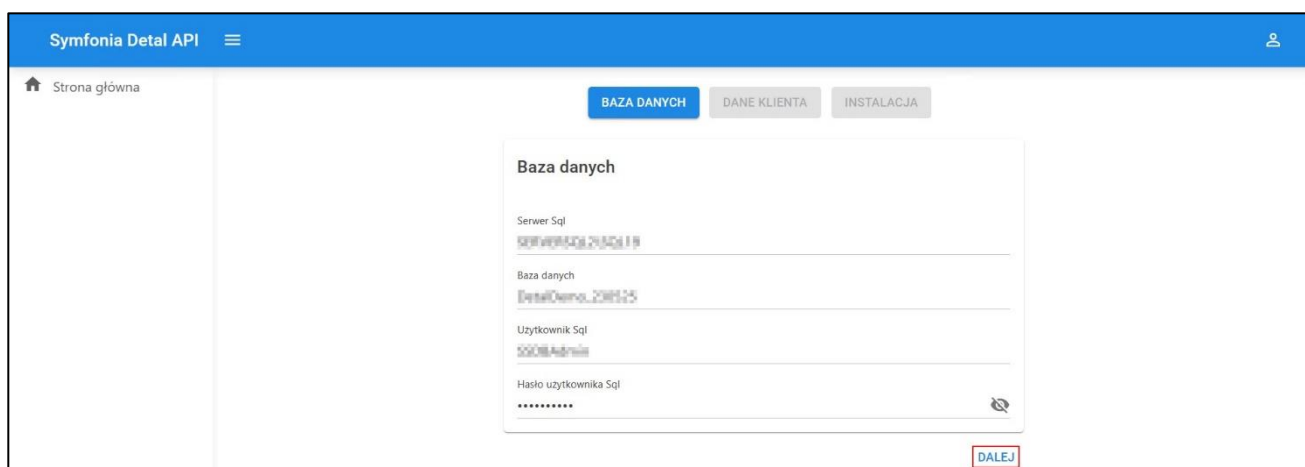 Symfonia Detal API
Strona główna
BAZA DANYCH DANE KLIENTA INSTALACJA
Baza danych
Serwer Sql
Baza danych
Użytkownik Sql
Hasło użytkownika Sql
••••••••••
DALEJ